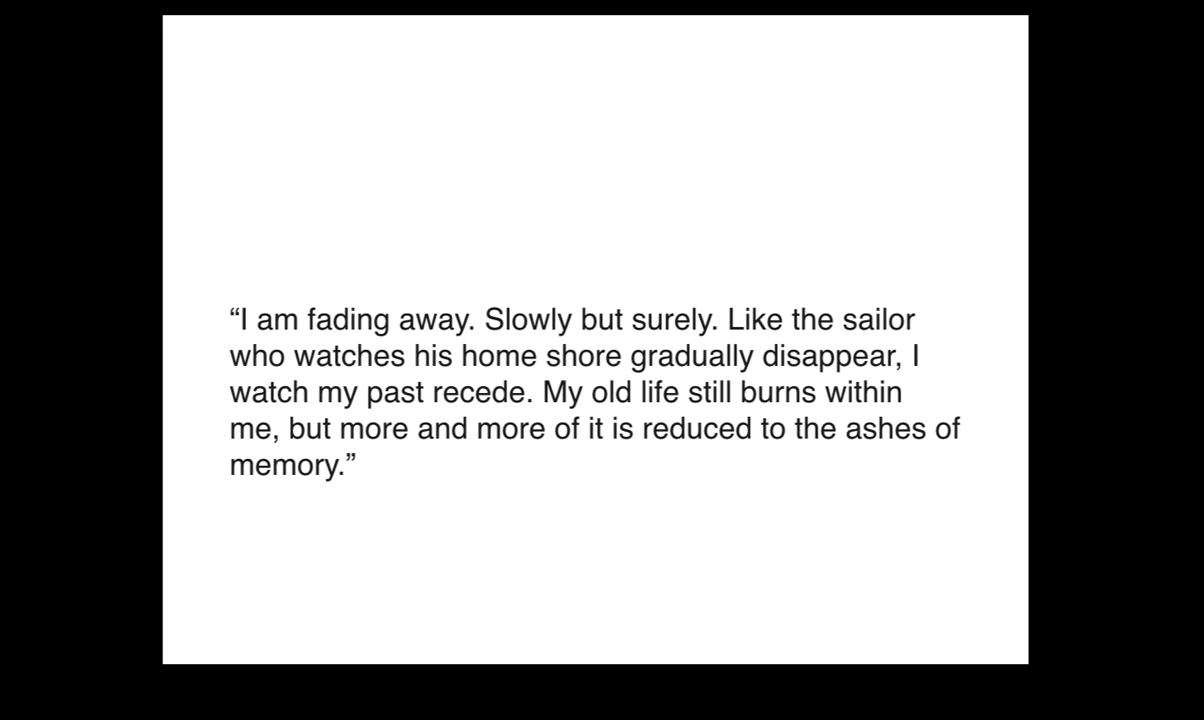 “I am fading away. Slowly but surely. Like the sailor
who watches his home shore gradually disappear, I
watch my past recede. My old life still burns within
me, but more and more of it is reduced to the ashes of
memory.”